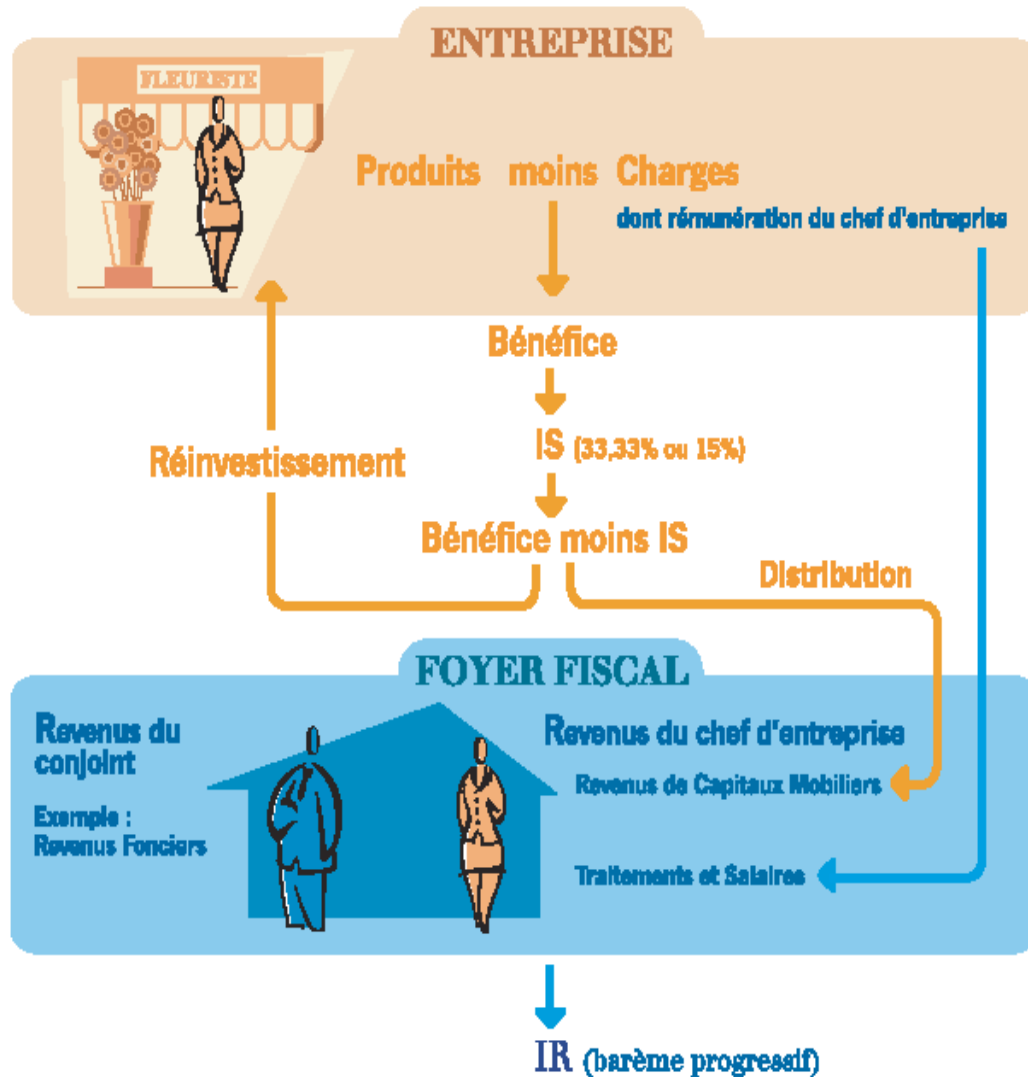 ENTREPRISE
FLEURISTE
Produits moins Charges
dont rémunération du chef d'entreprise
Bénéfice
IS (33,33% ou 15%)
Réinvestissement
Bénéfice moins IS
Distribution
FOYER FISCAL
Revenus du
conjoint
Exemple :
Revenus Fonciers
Revenus du chef d'entreprise
Revenus de Capitaux Mobiliers
Traitements et Salaires
IR (barème progressif)